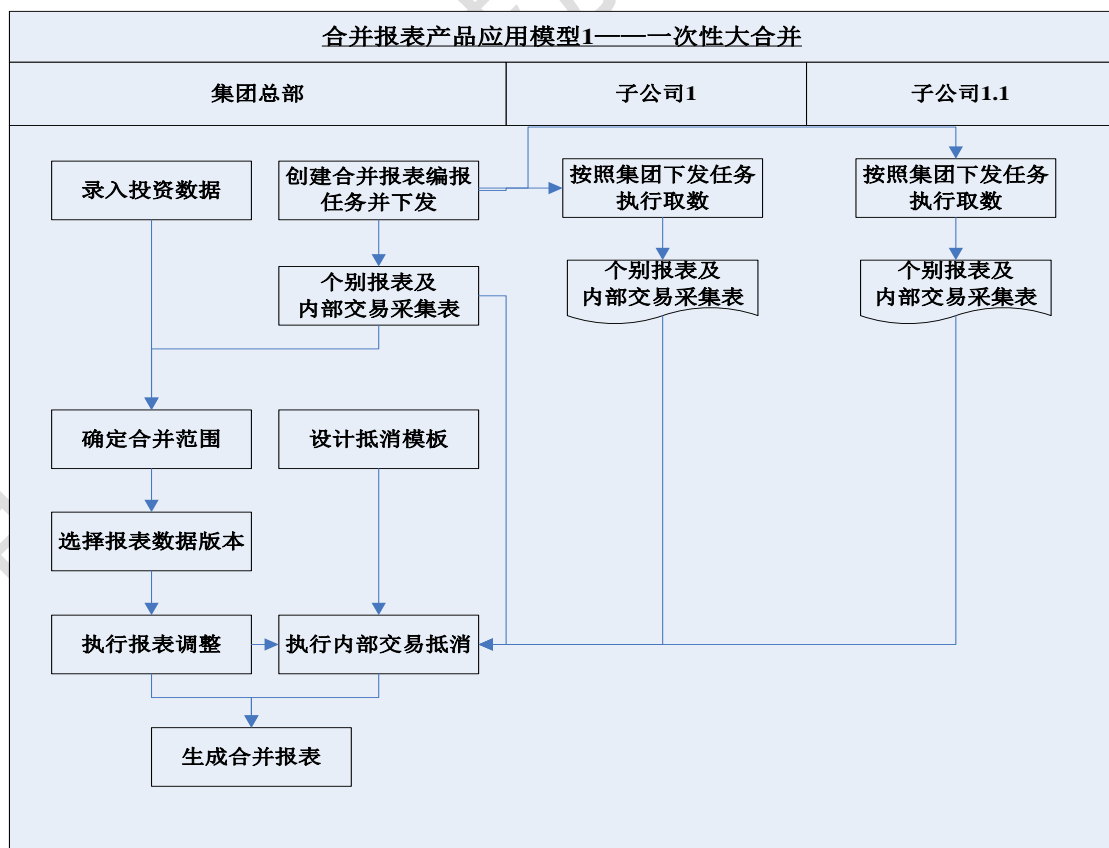 合并报表产品应用模型1——一次性大合并
集团总部
子公司1
子公司1.1
录入投资数据
创建合并报表编报
任务并下发
按照集团下发任务
执行取数
按照集团下发任务
执行取数
个别报表及
内部交易采集表
个别报表及
内部交易采集表
个别报表及
内部交易采集表
确定合并范围
设计抵消模板
选择报表数据版本
执行报表调整
执行内部交易抵消
生成合并报表